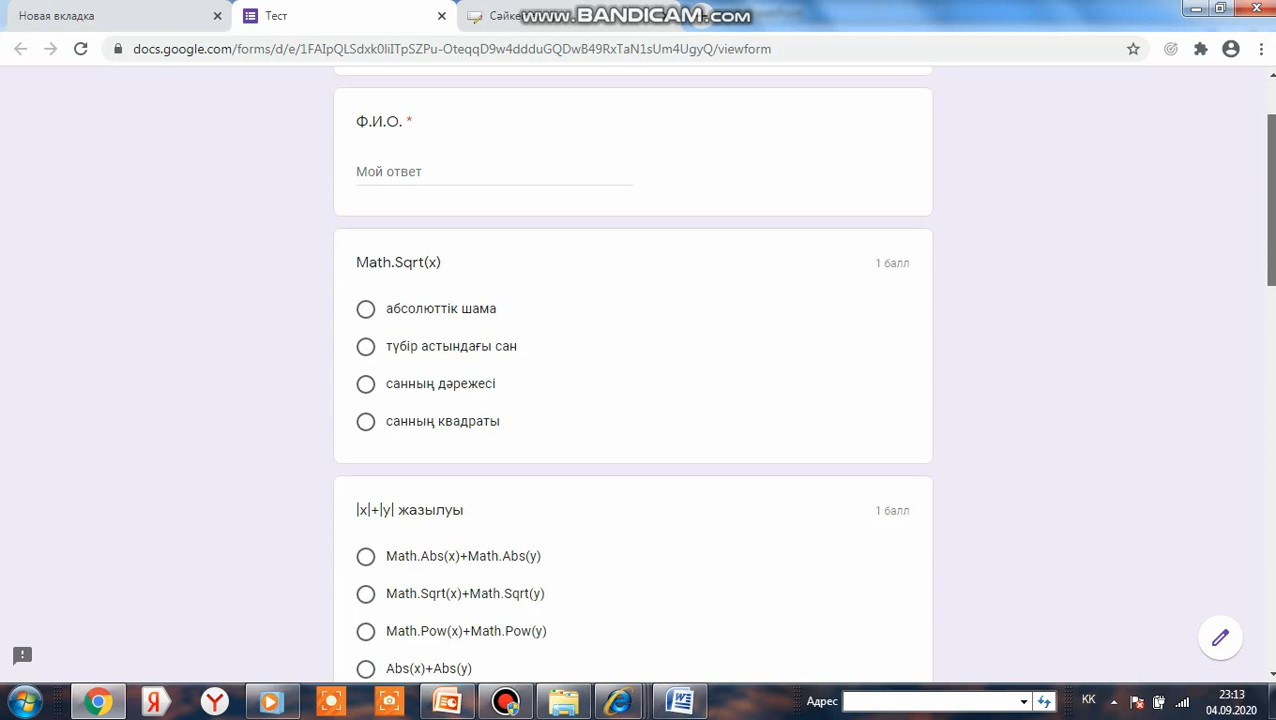 Новая вкладка
Тест
Сәйке
www.BANDICAM.com
docs.google.com/forms/d/e/1FAIpQLSdxk0liITpSZPu-OteqqD9w4ddduGQDwB49RxTaN1sUm4UgyQ/viewform
Ф.И.О. *
Мой ответ
Math.Sqrt(x)
1 балл
абсолюттік шама
түбір астындағы сан
санның дәрежесі
санның квадраты
|x|+|y| жазылуы
1 балл
Math.Abs(x)+Math.Abs(y)
Math.Sqrt(x)+Math.Sqrt(y)
Math.Pow(x)+Math.Pow(y)
Abs(x)+Abs(y)
Адрес
KK
23:13
04.09.2020